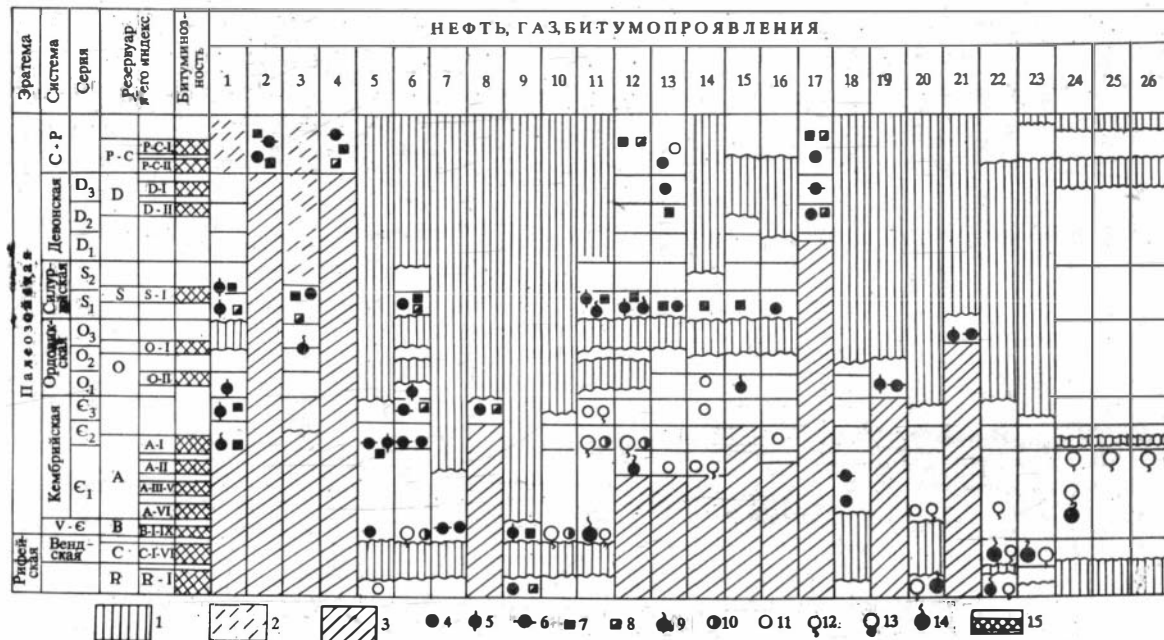 НЕФТЬ, ГАЗ, БИТУМОПРОЯВЛЕНИЯ
Эратема Система Серия Резервуар и его индекс Битуминозность
1 2 3 4 5 6 7 8 9 10 11 12 13 14 15 16 17 18 19 20 21 22 23 24 25 26
Палеозойская
Рифейская
C + P
Девонская
Силурийская
Ордовикская
Кембрийская
V - Є
Вендская
D3
D2
D1
S2
S1
O3
O2
O1
Є3
Є2
Є1
P - C
D
S
O
A
B
C
R
P-C-I
P-C-II
D-I
D-II
S-I
O-I
O-II
A-I
A-II
A-III-V
A-VI
B-I-IX
C-I-VI
R-I
1 2 3 4 5 6 7 8 9 10 11 12 13 14 15